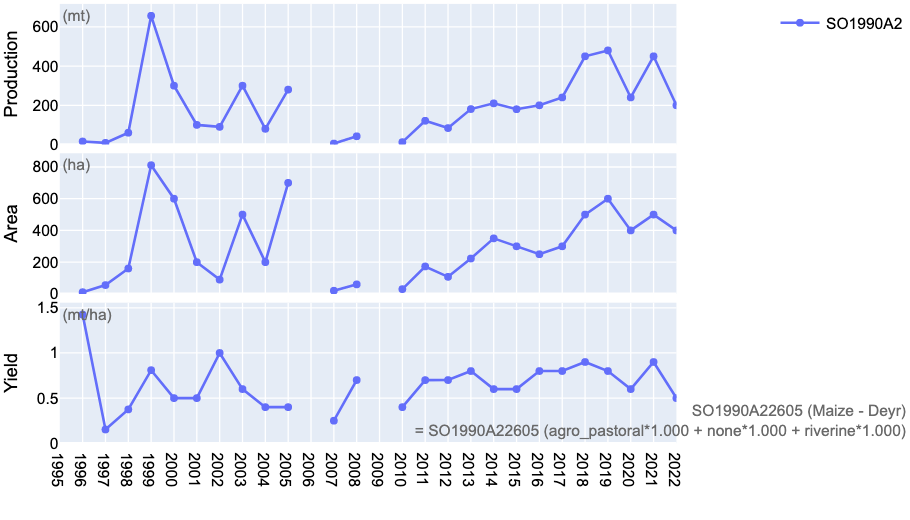 (mt)
SO1990A2
Production
600
400
200
0
(ha)
Area
800
600
400
200
0
(mt/ha)
Yield
1.5
1
0.5
0
SO1990A22605 (Maize - Deyr)
= SO1990A22605 (agro_pastoral*1.000 + none*1.000 + riverine*1.000)
1995 1996 1997 1998 1999 2000 2001 2002 2003 2004 2005 2006 2007 2008 2009 2010 2011 2012 2013 2014 2015 2016 2017 2018 2019 2020 2021 2022